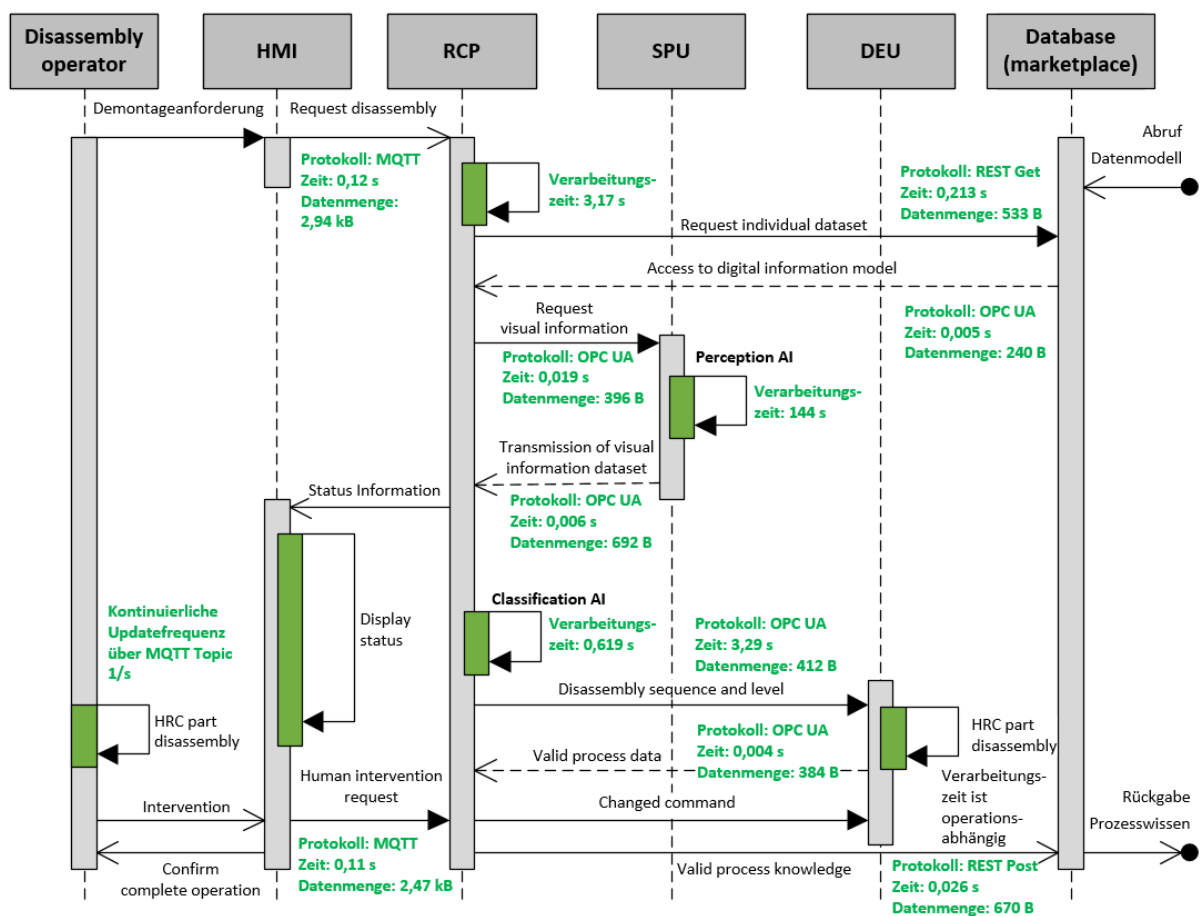 Disassembly
operator
HMI
RCP
SPU
DEU
Database
(marketplace)
Demontageanforderung
Request disassembly
Abruf
Datenmodell
Protokoll: MQTT
Zeit: 0,12 s
Datenmenge:
2,94 kB
Verarbeitungs-
zeit: 3,17 s
Protokoll: REST Get
Zeit: 0,213 s
Datenmenge: 533 B
Request individual dataset
Access to digital information model
Request
visual information
Protokoll: OPC UA
Zeit: 0,005 s
Datenmenge: 240 B
Protokoll: OPC UA
Zeit: 0,019 s
Datenmenge: 396 B
Perception AI
Verarbeitungs-
zeit: 144 s
Transmission of visual
information dataset
Status Information
Protokoll: OPC UA
Zeit: 0,006 s
Datenmenge: 692 B
Display
status
Classification AI
Verarbeitungs-
zeit: 0,619 s
Kontinuierliche
Updatefrequenz
über MQTT Topic
1/s
Protokoll: OPC UA
Zeit: 3,29 s
Datenmenge: 412 B
Disassembly sequence and level
HRC part
disassembly
Protokoll: OPC UA
Zeit: 0,004 s
Datenmenge: 384 B
HRC part
disassembly
Valid process data
Verarbeitungs-
zeit ist
operations-
abhängig
Intervention
Human intervention
request
Changed command
Rückgabe
Prozesswissen
Confirm
complete operation
Protokoll: MQTT
Zeit: 0,11 s
Datenmenge: 2,47 kB
Valid process knowledge
Protokoll: REST Post
Zeit: 0,026 s
Datenmenge: 670 B